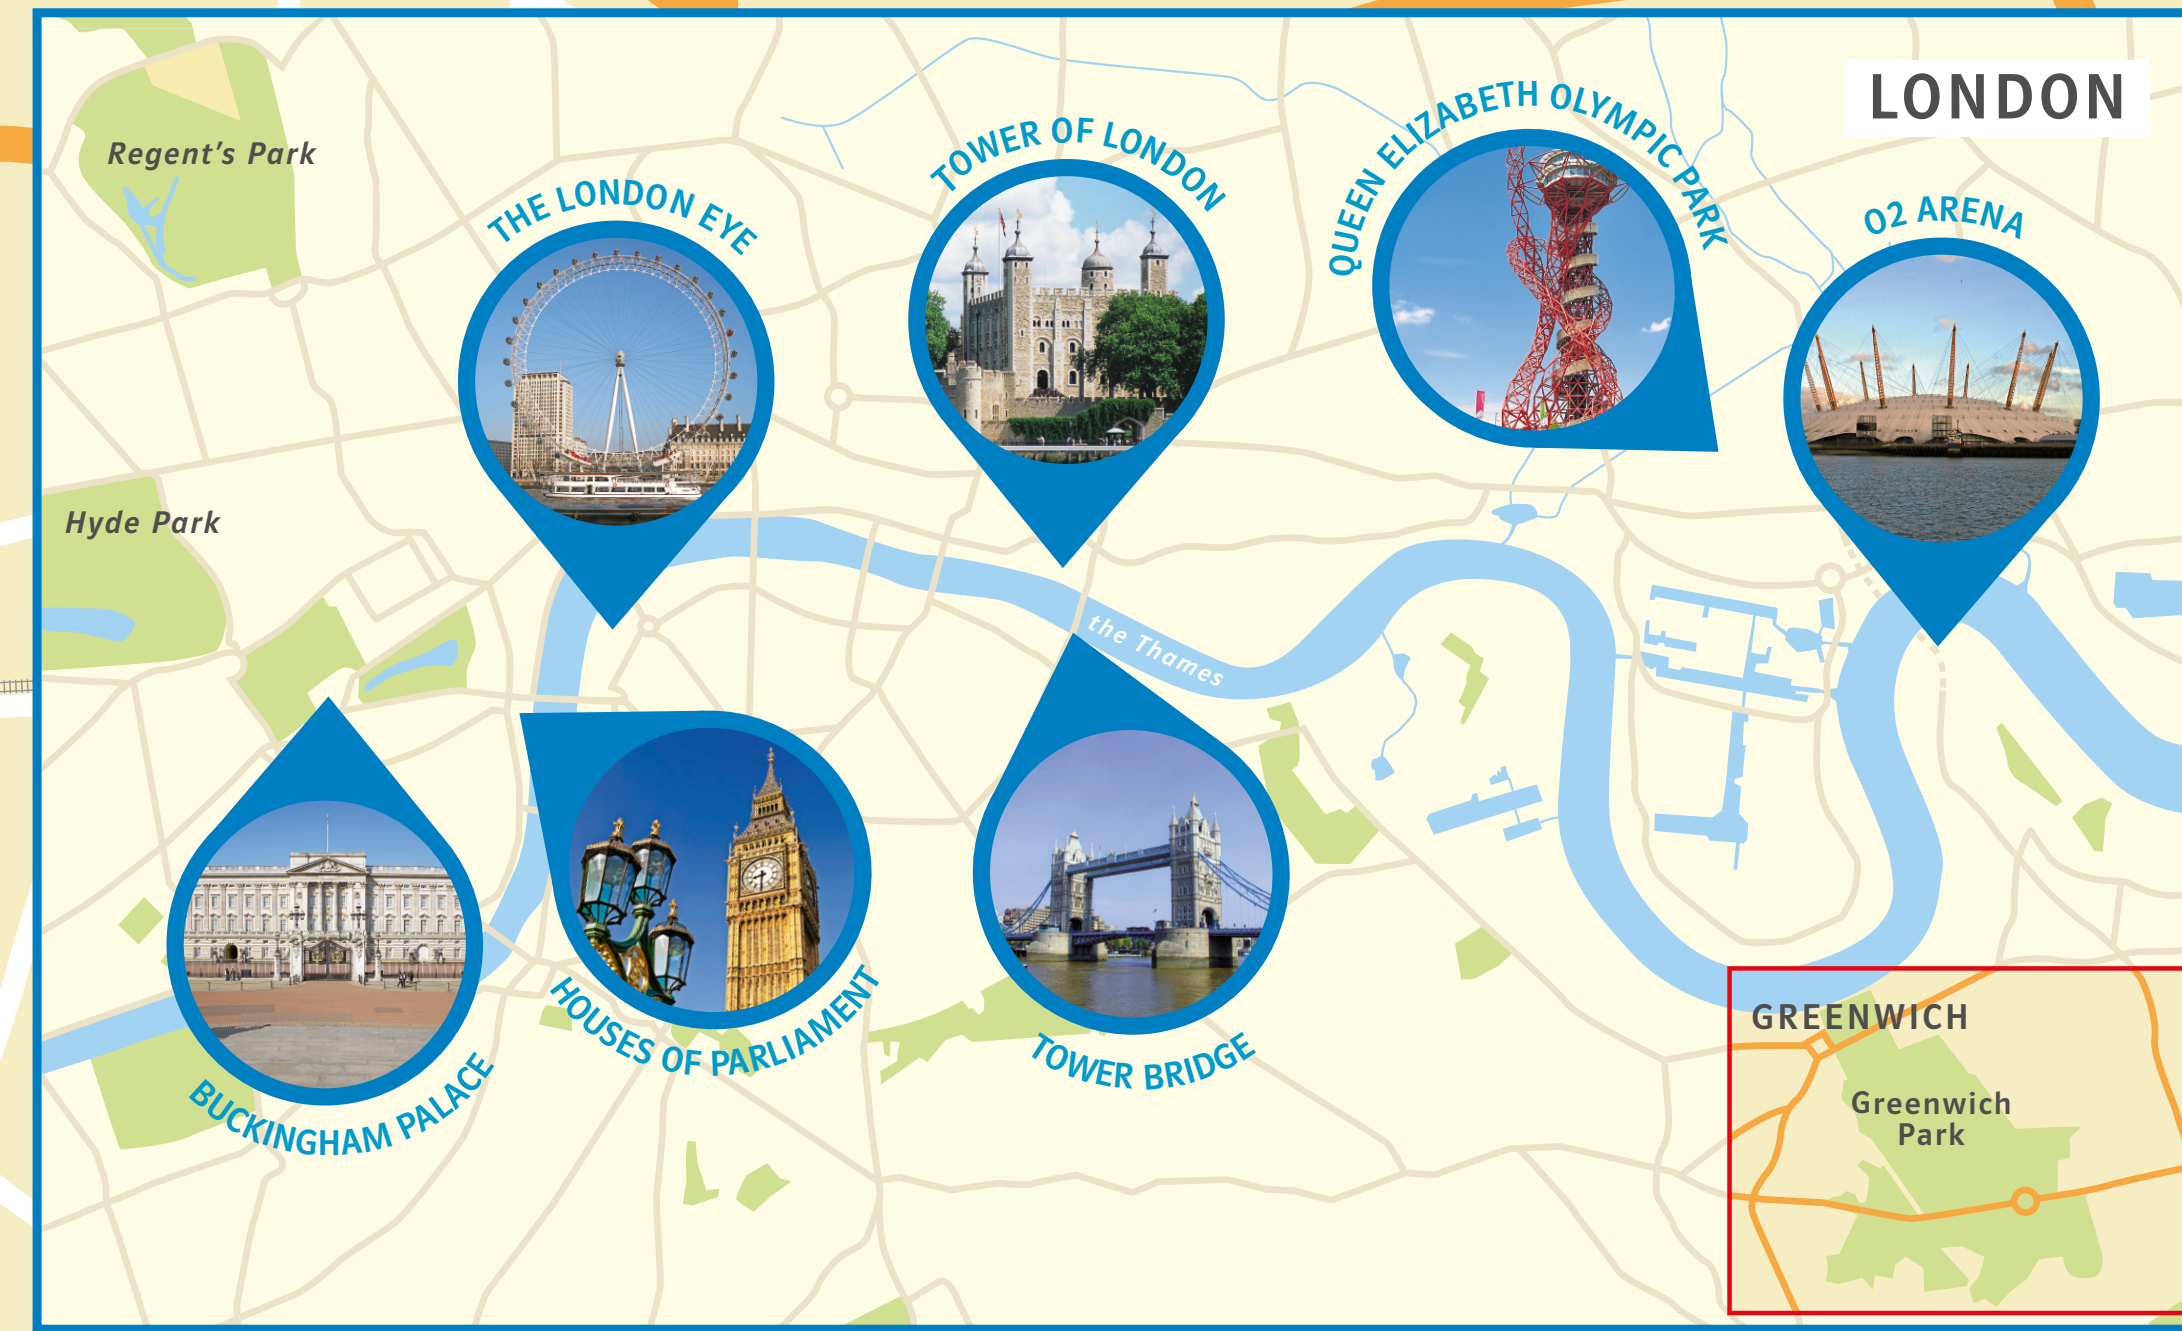 LONDON
QUEEN ELIZABETH OLYMPIC PARK
TOWER OF LONDON
Regent's Park
THE LONDON EYE
O2 ARENA
Hyde Park
the Thames
HOUSES OF PARLIAMENT
GREENWICH
TOWER BRIDGE
BUCKINGHAM PALACE
Greenwich
Park